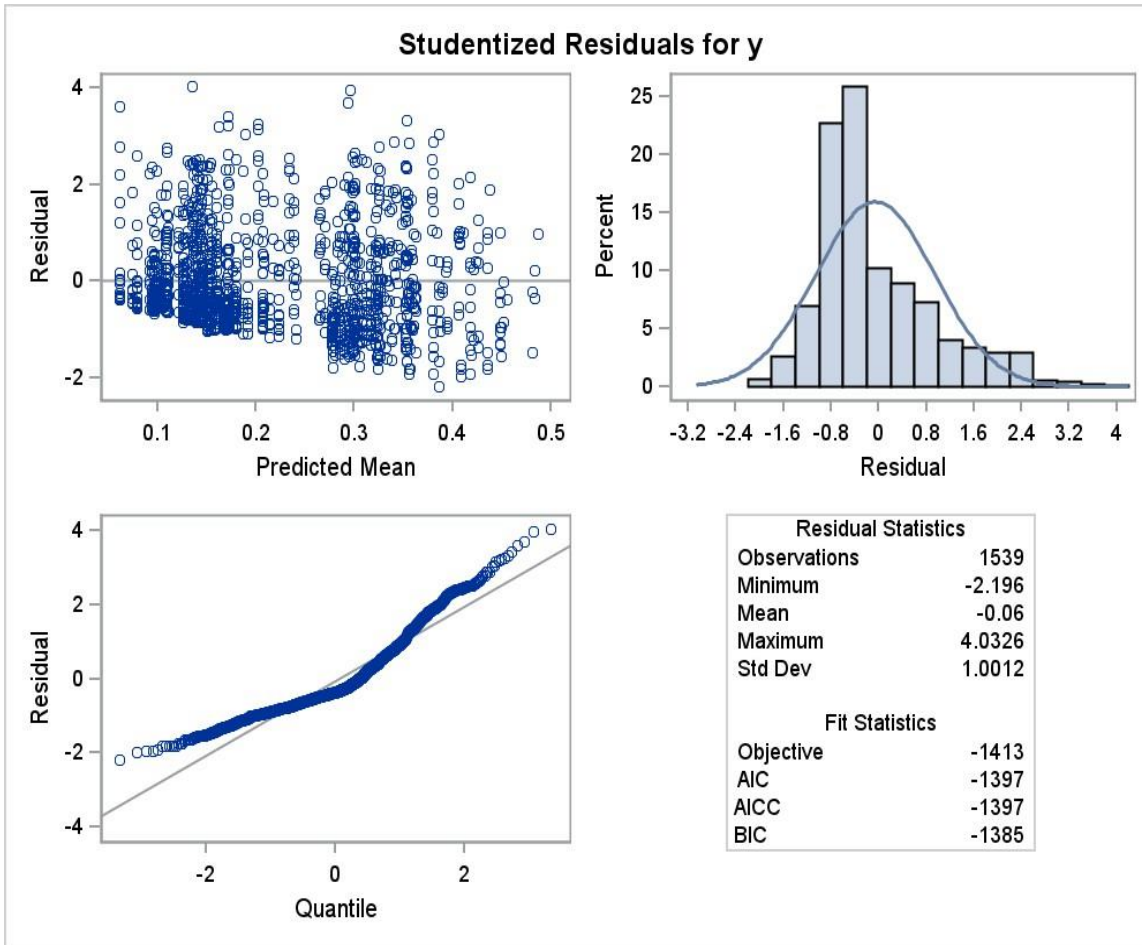 Studentized Residuals for y
4
2
0
-2
Residual
0.1 0.2 0.3 0.4 0.5
Predicted Mean
25
20
15
10
5
0
Percent
-3.2 -2.4 -1.6 -0.8 0 0.8 1.6 2.4 3.2 4
Residual
4
2
0
-2
-4
Residual
-2 0 2
Quantile
Residual Statistics
Observations 1539
Minimum -2.196
Mean -0.06
Maximum 4.0326
Std Dev 1.0012
Fit Statistics
Objective -1413
AIC -1397
AICC -1397
BIC -1385